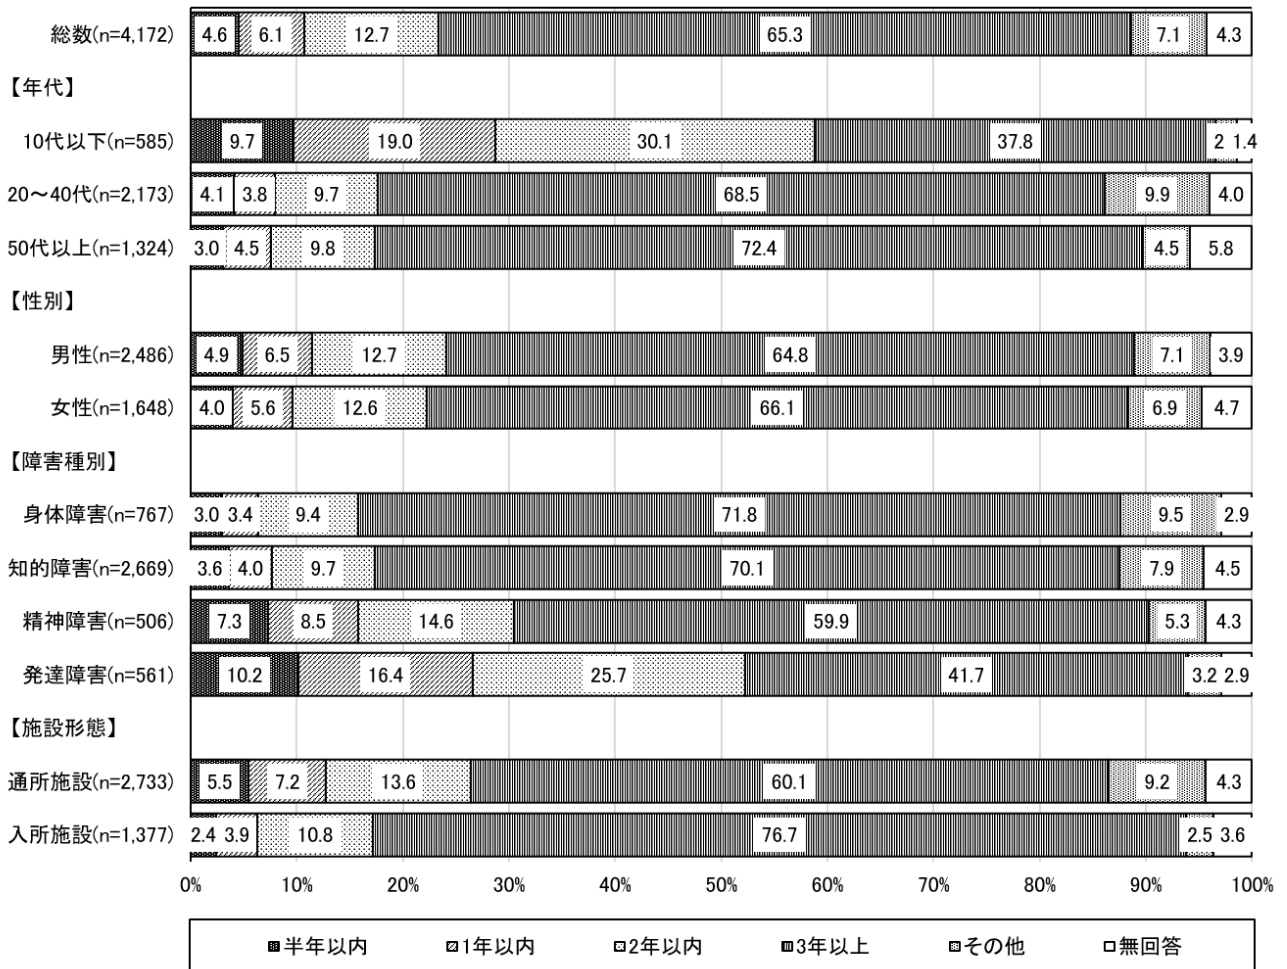 総数(n=4,172) 4.6 6.1 12.7 65.3 7.1 4.3
【年代】
10代以下(n=585) 9.7 19.0 30.1 37.8 2 1.4
20～40代(n=2,173) 4.1 3.8 9.7 68.5 9.9 4.0
50代以上(n=1,324) 3.0 4.5 9.8 72.4 4.5 5.8
【性別】
男性(n=2,486) 4.9 6.5 12.7 64.8 7.1 3.9
女性(n=1,648) 4.0 5.6 12.6 66.1 6.9 4.7
【障害種別】
身体障害(n=767) 3.0 3.4 9.4 71.8 9.5 2.9
知的障害(n=2,669) 3.6 4.0 9.7 70.1 7.9 4.5
精神障害(n=506) 7.3 8.5 14.6 59.9 5.3 4.3
発達障害(n=561) 10.2 16.4 25.7 41.7 3.2 2.9
【施設形態】
通所施設(n=2,733) 5.5 7.2 13.6 60.1 9.2 4.3
入所施設(n=1,377) 2.4 3.9 10.8 76.7 2.5 3.6
0% 10% 20% 30% 40% 50% 60% 70% 80% 90% 100%
半年以内 1年以内 2年以内 3年以上 その他 無回答